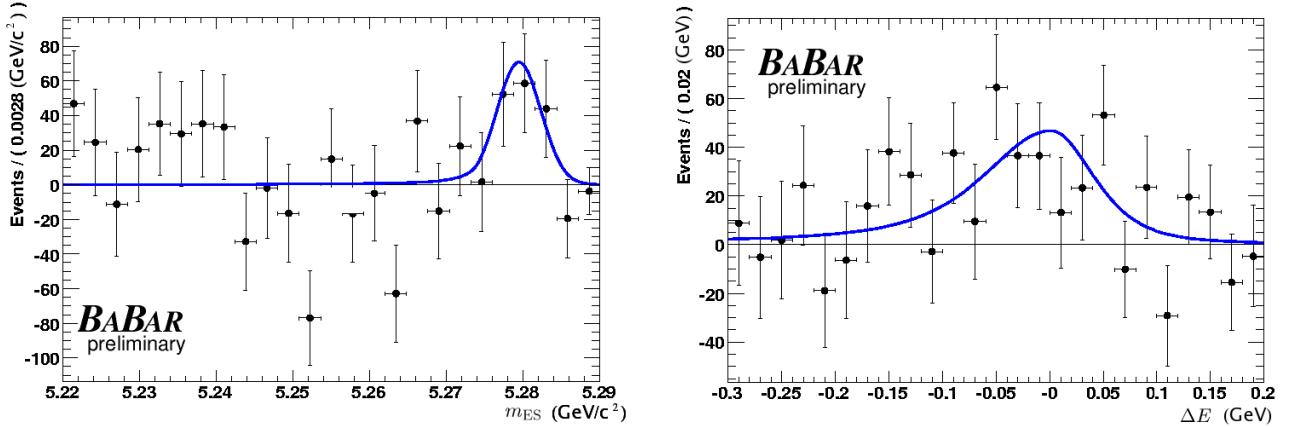 Events / ( 0.0028 (GeV/c²) )
80
60
40
20
0
-20
-40
-60
-80
-100
BABAR
preliminary
5.22 5.23 5.24 5.25 5.26 5.27 5.28 5.29
mES (GeV/c²)
Events / ( 0.02 (GeV) )
80
60
40
20
0
-20
-40
BABAR
preliminary
-0.3 -0.25 -0.2 -0.15 -0.1 -0.05 -0 0.05 0.1 0.15 0.2
ΔE (GeV)